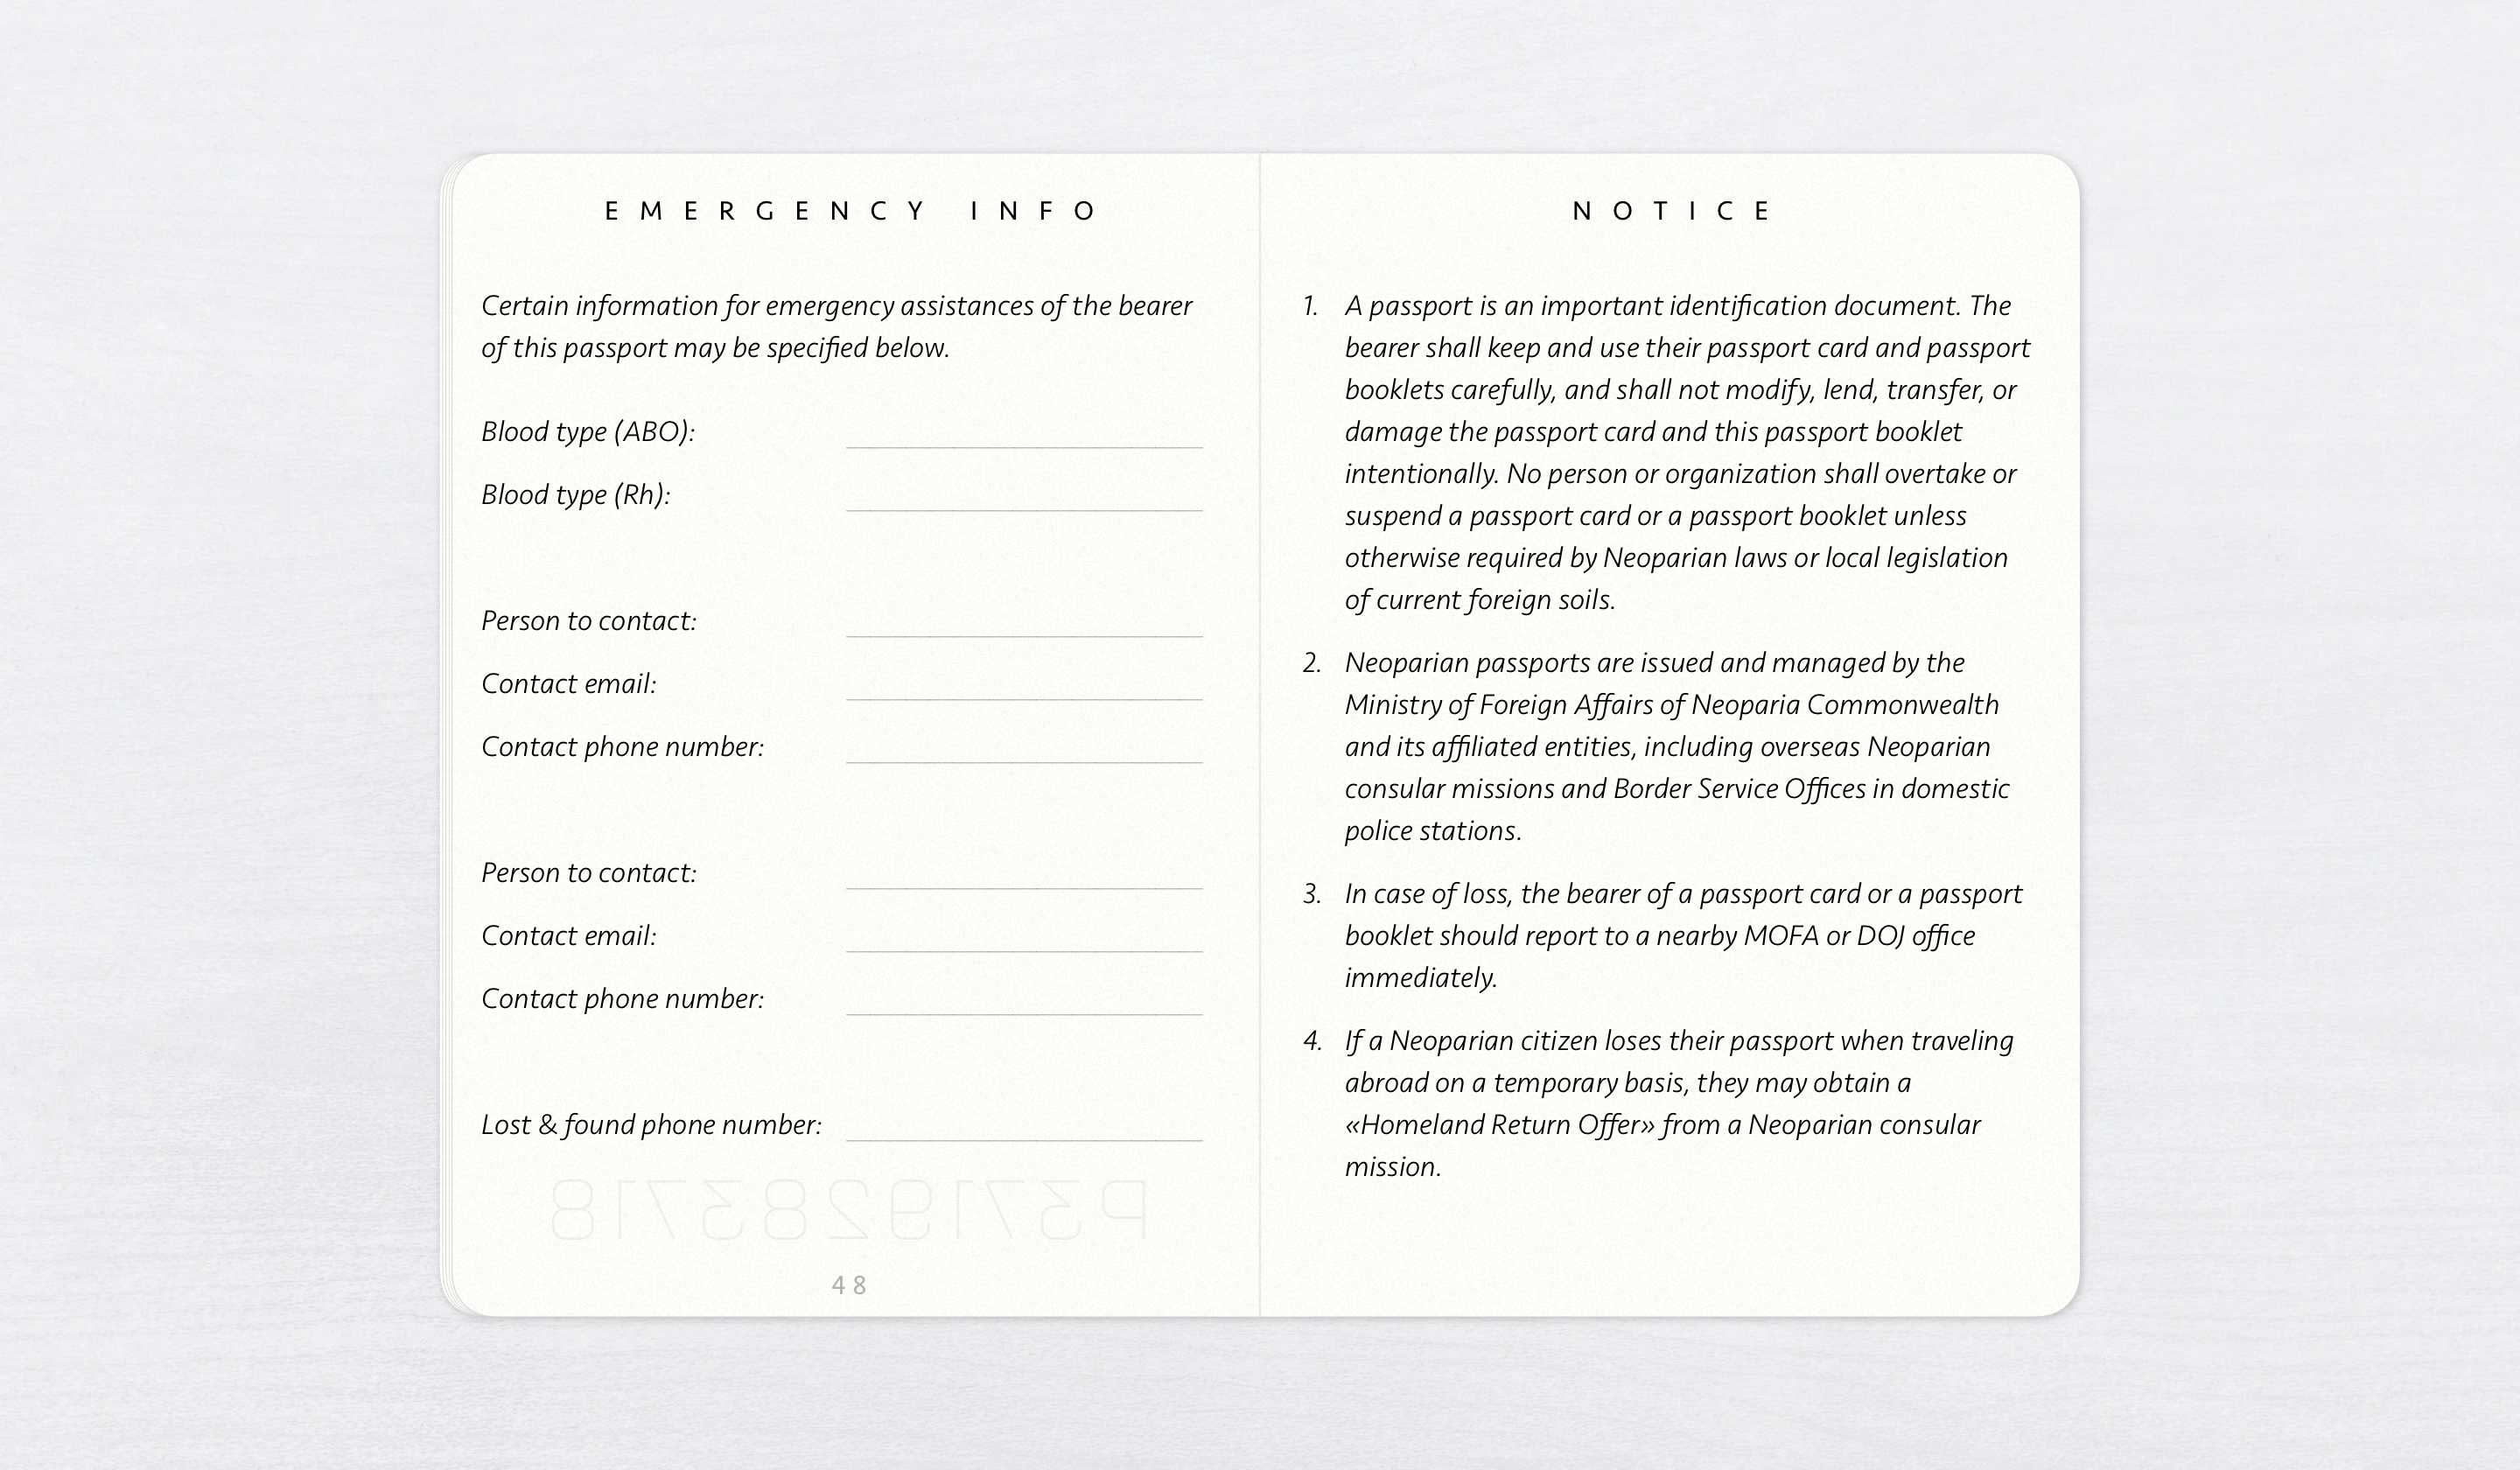 EMERGENCY INFO
Certain information for emergency assistances of the bearer
of this passport may be specified below.
Blood type (ABO):
Blood type (Rh):
Person to contact:
Contact email:
Contact phone number:
Person to contact:
Contact email:
Contact phone number:
Lost & found phone number:
P3719283718
48
NOTICE
1. A passport is an important identification document. The
bearer shall keep and use their passport card and passport
booklets carefully, and shall not modify, lend, transfer, or
damage the passport card and this passport booklet
intentionally. No person or organization shall overtake or
suspend a passport card or a passport booklet unless
otherwise required by Neoparian laws or local legislation
of current foreign soils.
2. Neoparian passports are issued and managed by the
Ministry of Foreign Affairs of Neoparia Commonwealth
and its affiliated entities, including overseas Neoparian
consular missions and Border Service Offices in domestic
police stations.
3. In case of loss, the bearer of a passport card or a passport
booklet should report to a nearby MOFA or DOJ office
immediately.
4. If a Neoparian citizen loses their passport when traveling
abroad on a temporary basis, they may obtain a
«Homeland Return Offer» from a Neoparian consular
mission.